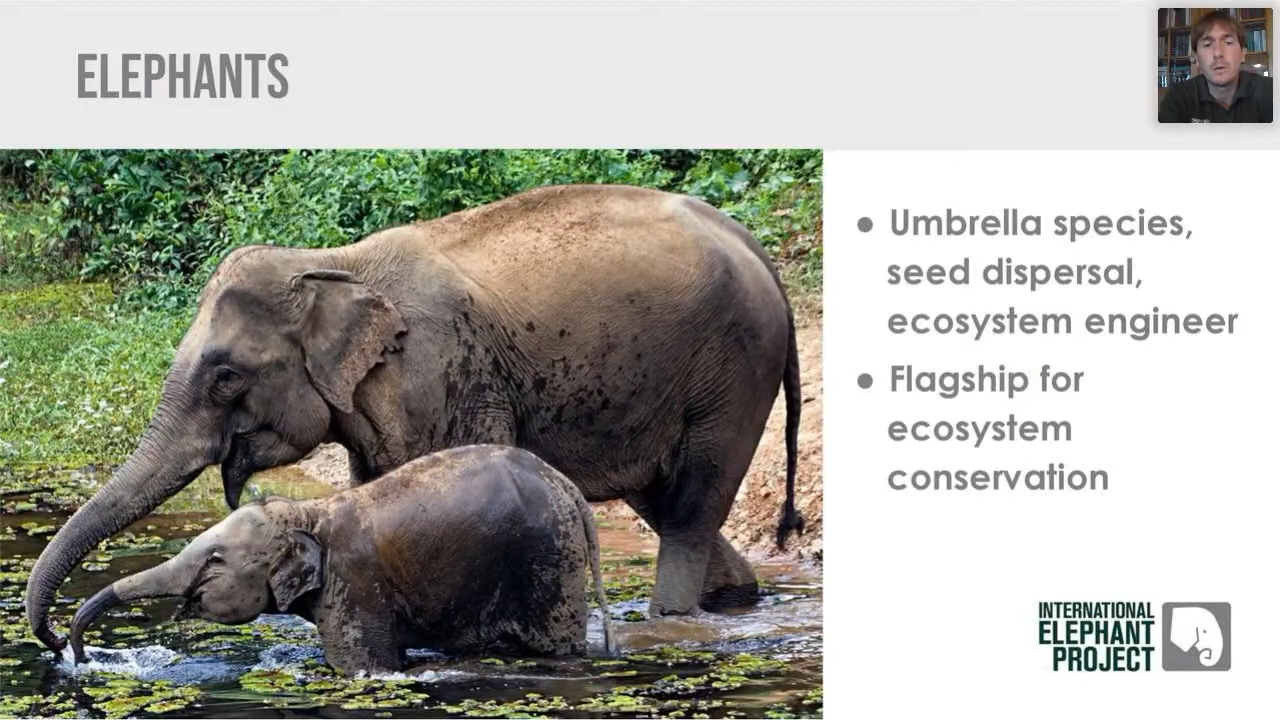 ELEPHANTS
● Umbrella species,
seed dispersal,
ecosystem engineer
● Flagship for
ecosystem
conservation
INTERNATIONAL
ELEPHANT
PROJECT